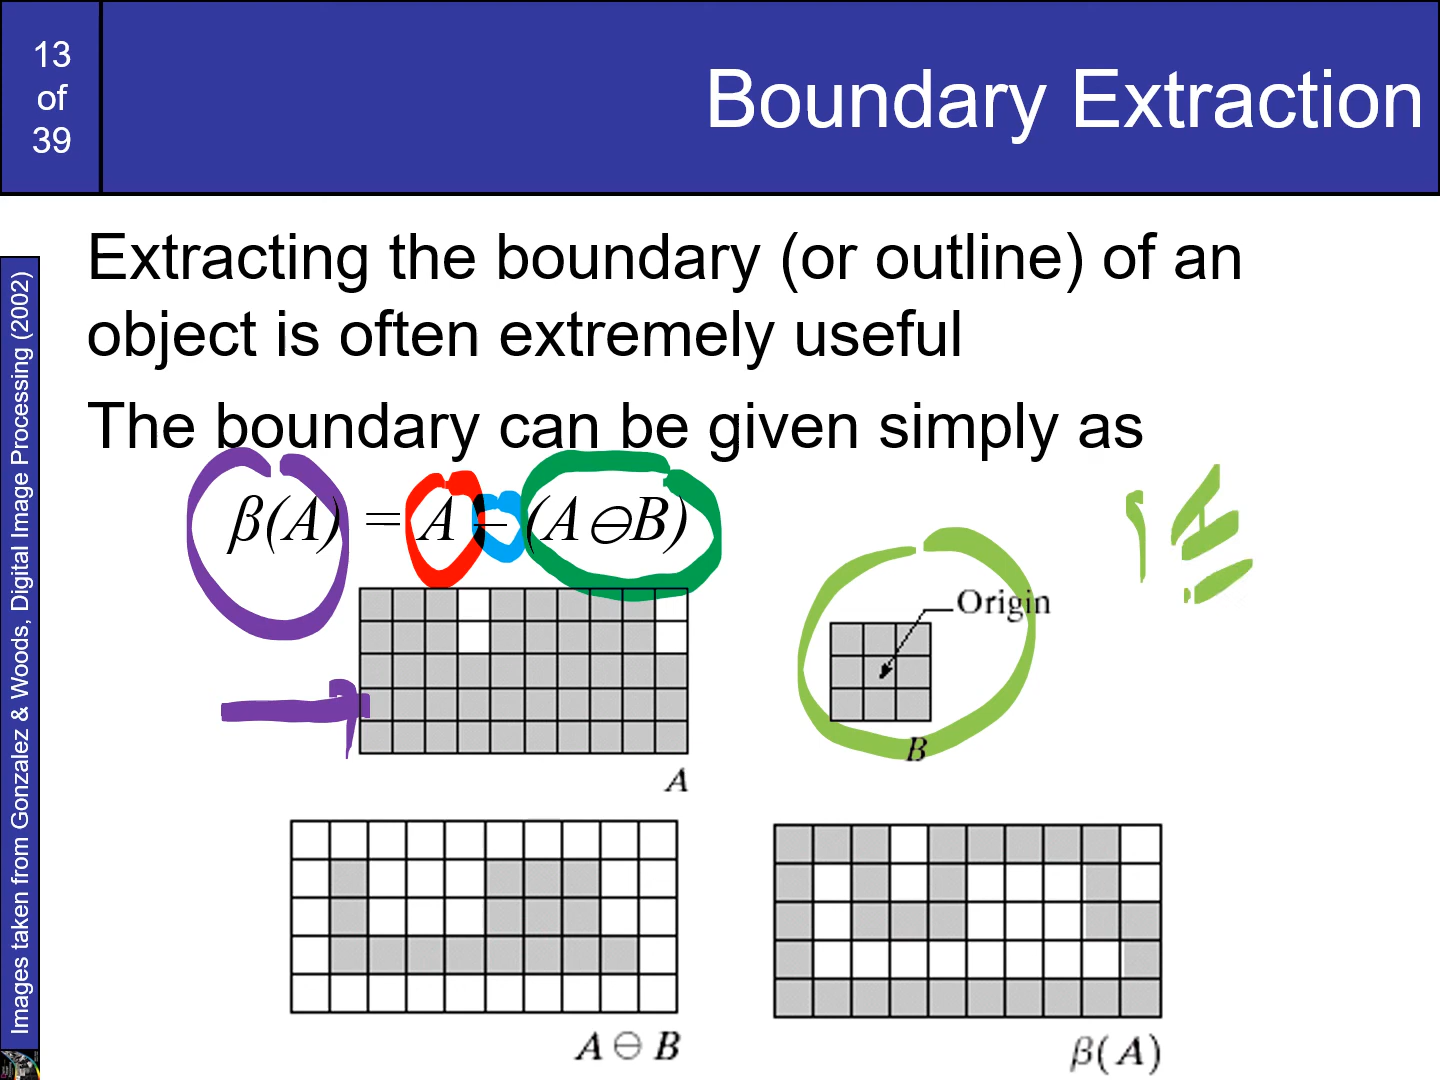 13
of
39
Boundary Extraction
Extracting the boundary (or outline) of an
object is often extremely useful
The boundary can be given simply as
β(A) = A – (A⊖B)
Origin
B
A
A ⊖ B
β(A)
Images taken from Gonzalez & Woods, Digital Image Processing (2002)